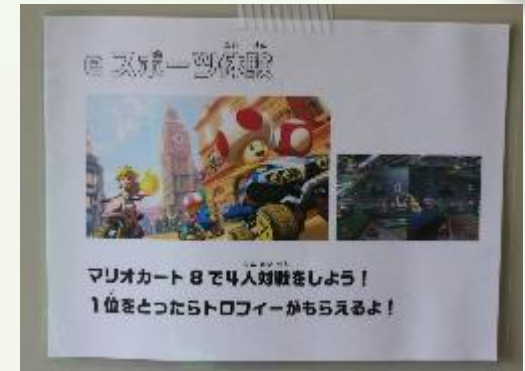 e スポーツ体験
マリオカート 8 で4人対戦をしよう！
1位をとったらトロフィーがもらえるよ！